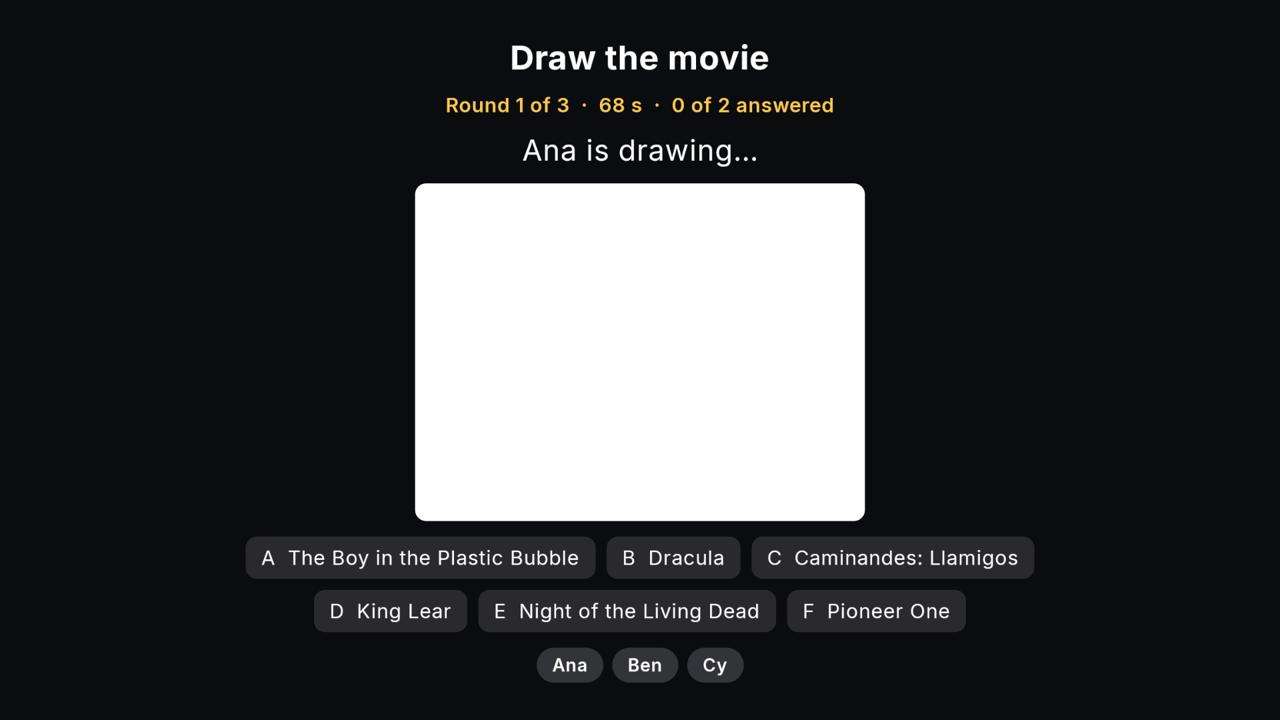 Draw the movie
Round 1 of 3 · 68 s · 0 of 2 answered
Ana is drawing...
A The Boy in the Plastic Bubble B Dracula C Caminandes: Llamigos
D King Lear E Night of the Living Dead F Pioneer One
Ana Ben Cy